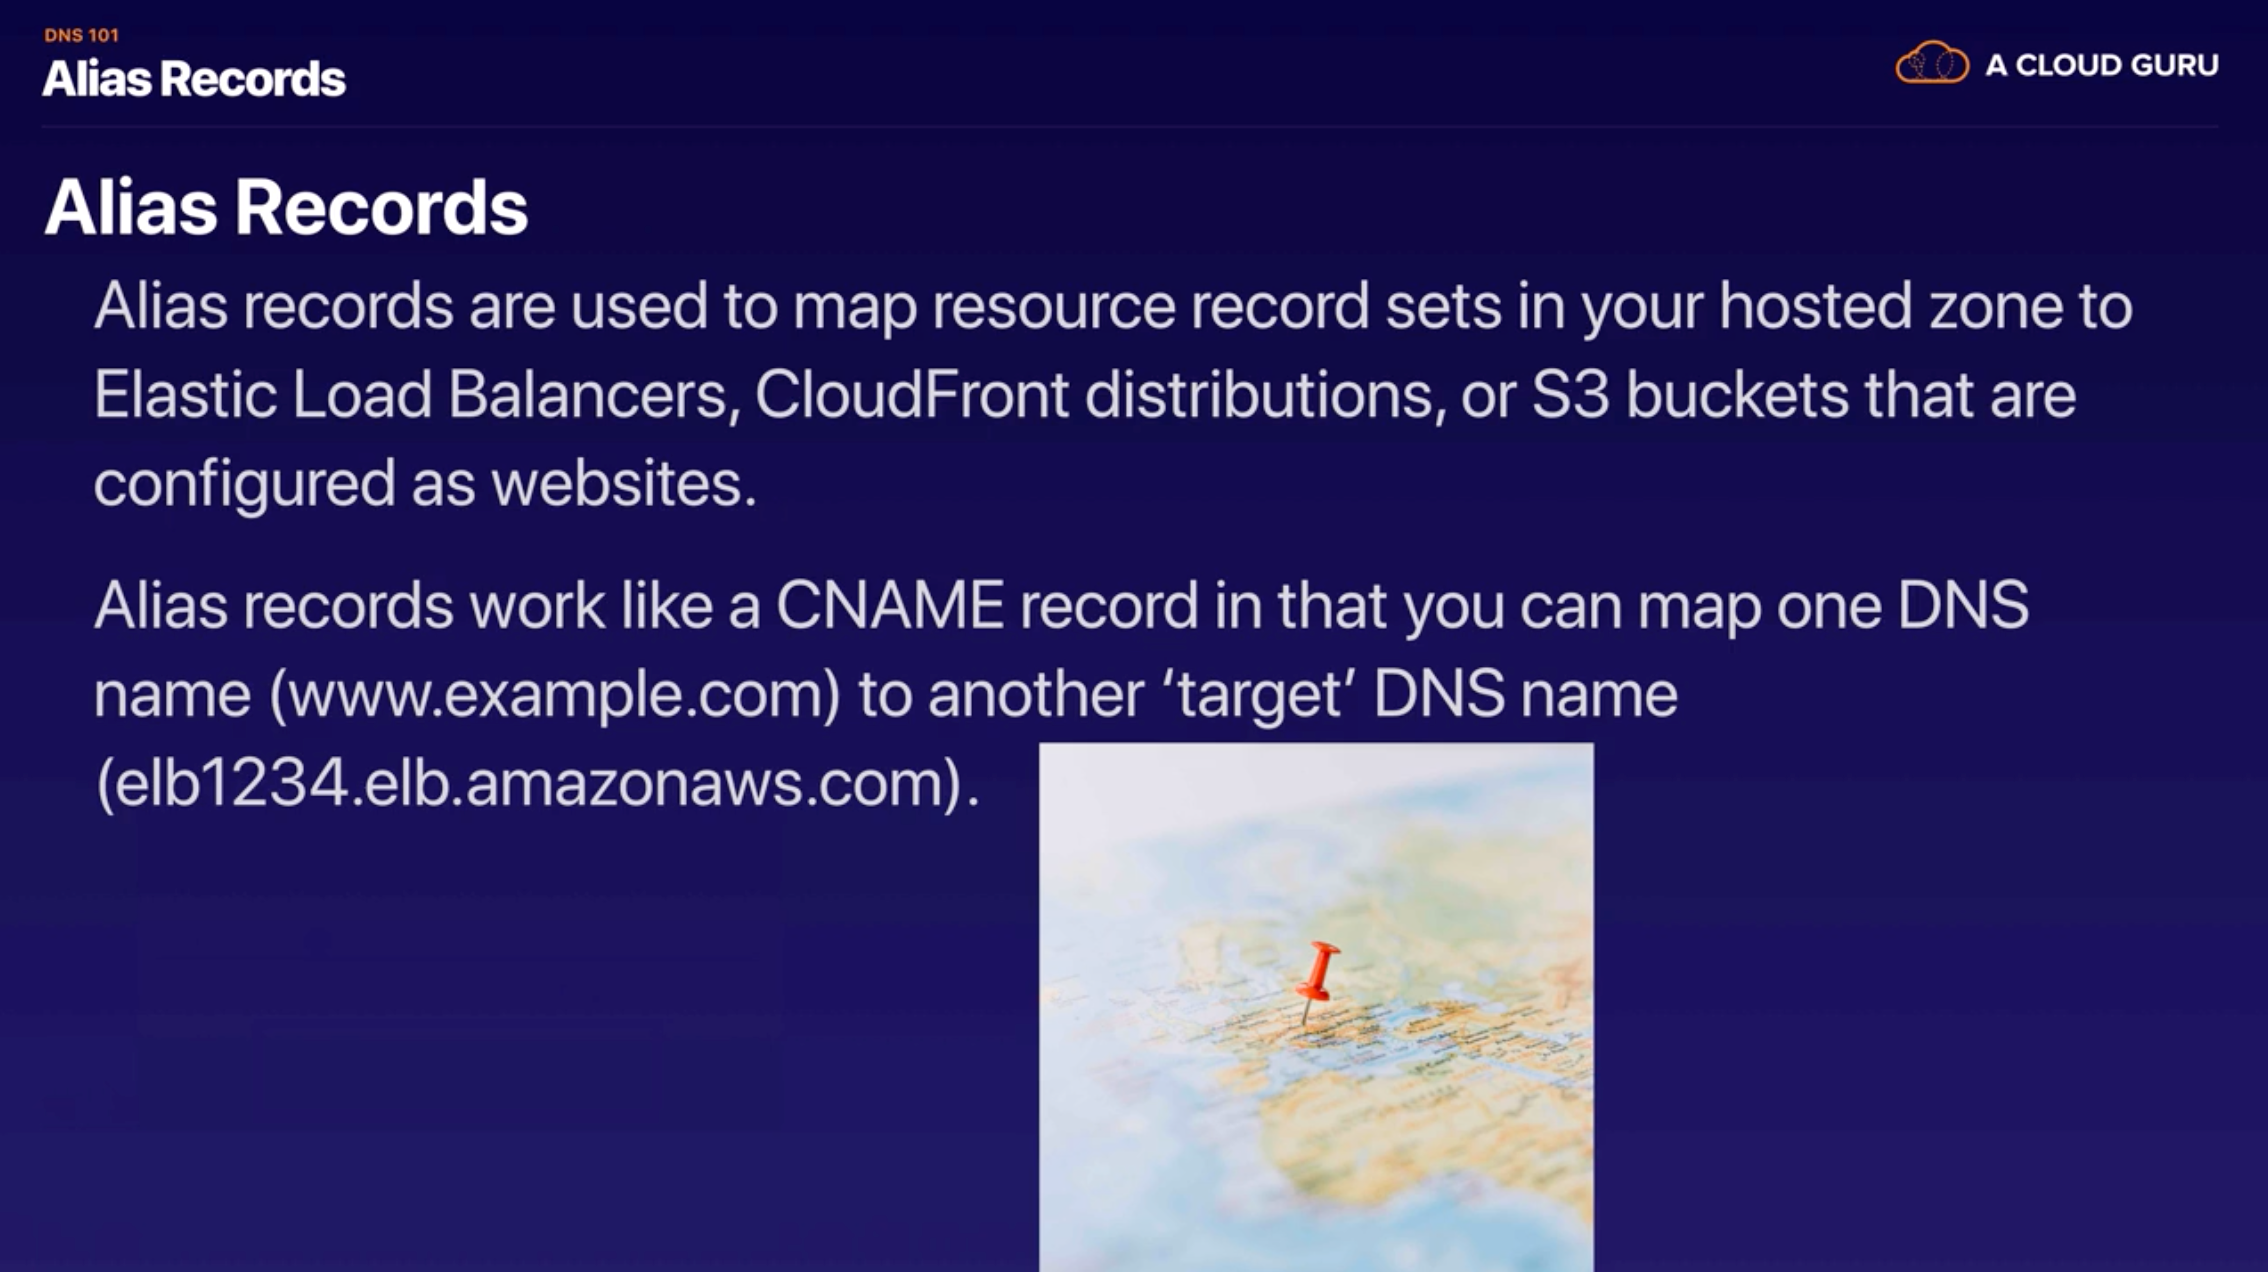 DNS 101
Alias Records
A CLOUD GURU
Alias Records
Alias records are used to map resource record sets in your hosted zone to
Elastic Load Balancers, CloudFront distributions, or S3 buckets that are
configured as websites.
Alias records work like a CNAME record in that you can map one DNS
name (www.example.com) to another ‘target’ DNS name
(elb1234.elb.amazonaws.com).